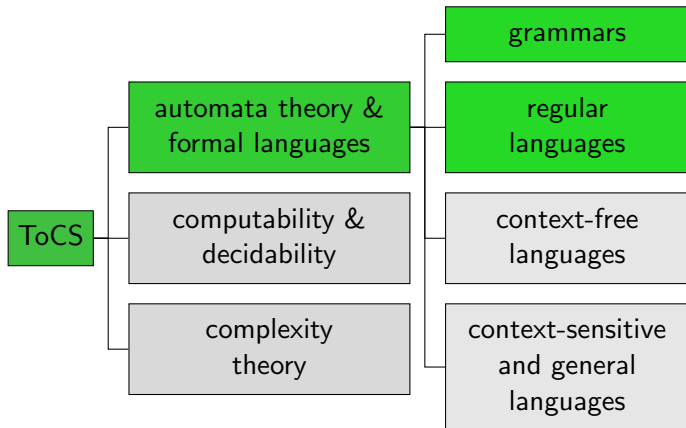 ToCS
automata theory &
formal languages
computability &
decidability
complexity
theory
grammars
regular
languages
context-free
languages
context-sensitive
and general
languages